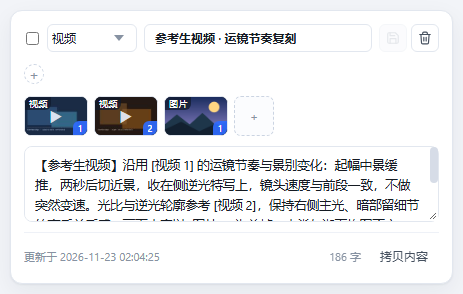 视频
参考生视频 · 运镜节奏复刻
+
视频
1
视频
2
图片
1
+
【参考生视频】沿用 [视频 1] 的运镜节奏与景别变化：起幅中景缓
推，两秒后切近景，收在侧逆光特写上，镜头速度与前段一致，不做
突然变速。光比与逆光轮廓参考 [视频 2]，保持右侧主光、暗部留细节
更新于 2026-11-23 02:04:25
186 字
拷贝内容